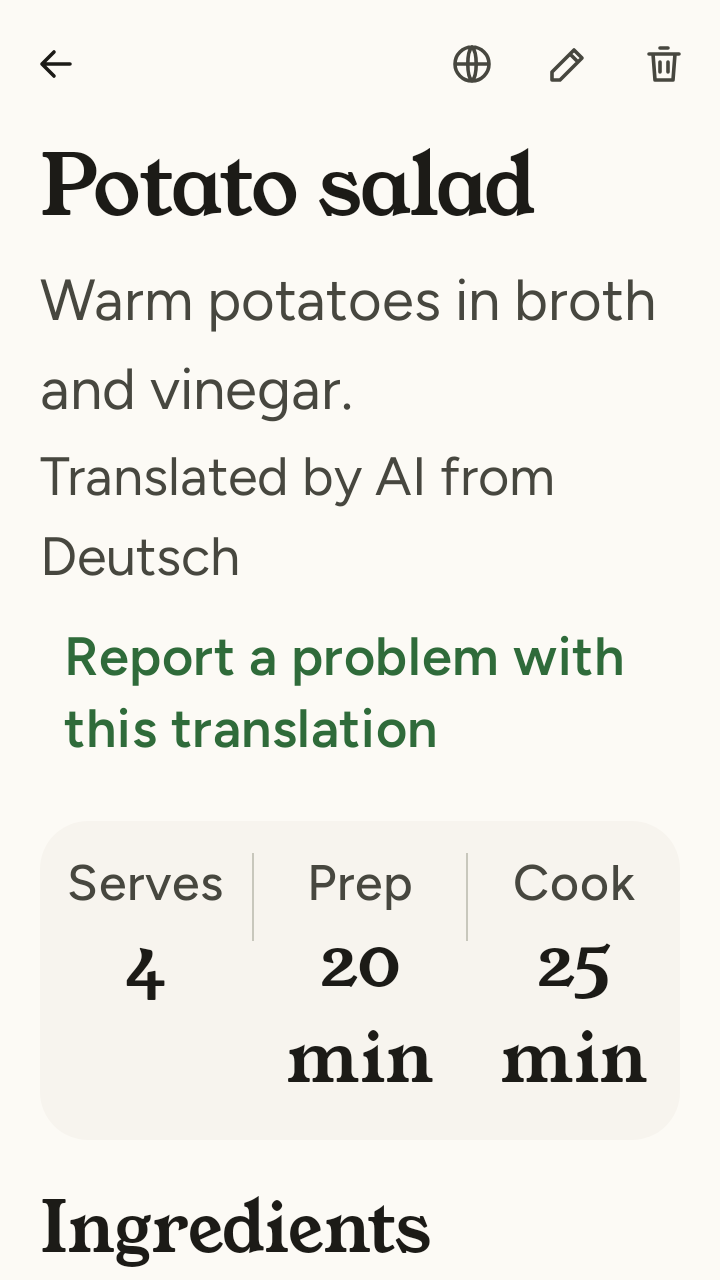 Potato salad
Warm potatoes in broth
and vinegar.
Translated by AI from
Deutsch
Report a problem with
this translation
Serves
4
Prep
20
min
Cook
25
min
Ingredients